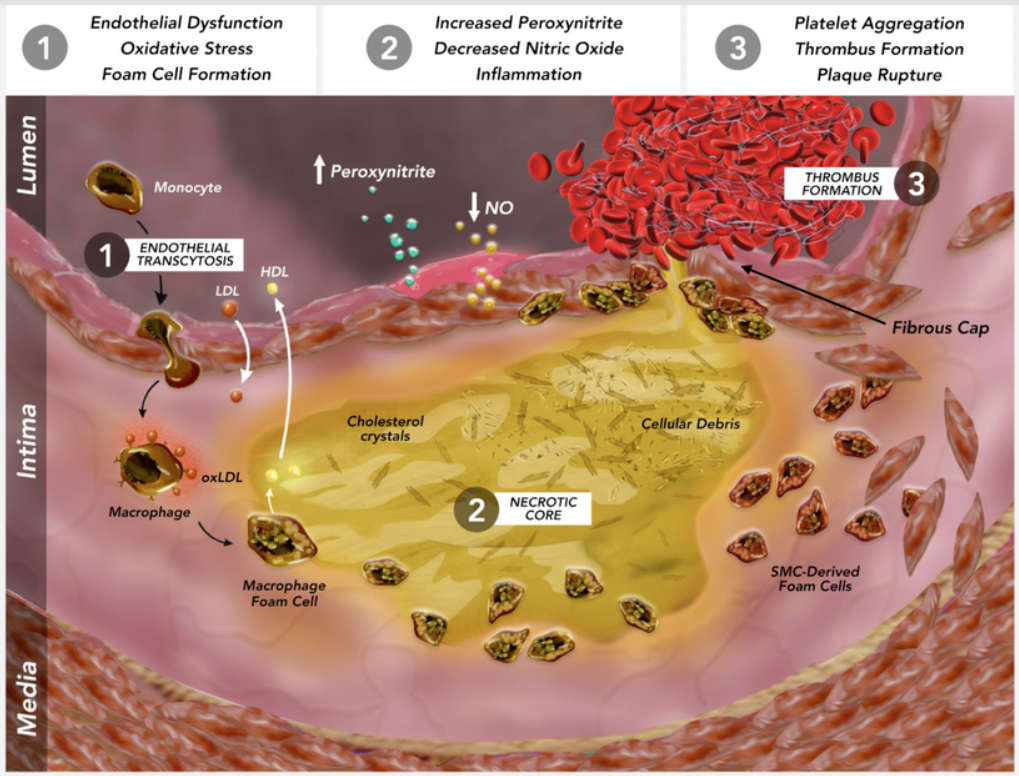 1
Endothelial Dysfunction
Oxidative Stress
Foam Cell Formation
2
Increased Peroxynitrite
Decreased Nitric Oxide
Inflammation
3
Platelet Aggregation
Thrombus Formation
Plaque Rupture
Lumen
Monocyte
Peroxynitrite
NO
THROMBUS
FORMATION
3
1
ENDOTHELIAL
TRANSCYTOSIS
LDL
HDL
Fibrous Cap
Intima
Cholesterol
crystals
Cellular Debris
oxLDL
Macrophage
2
NECROTIC
CORE
Macrophage
Foam Cell
SMC-Derived
Foam Cells
Media